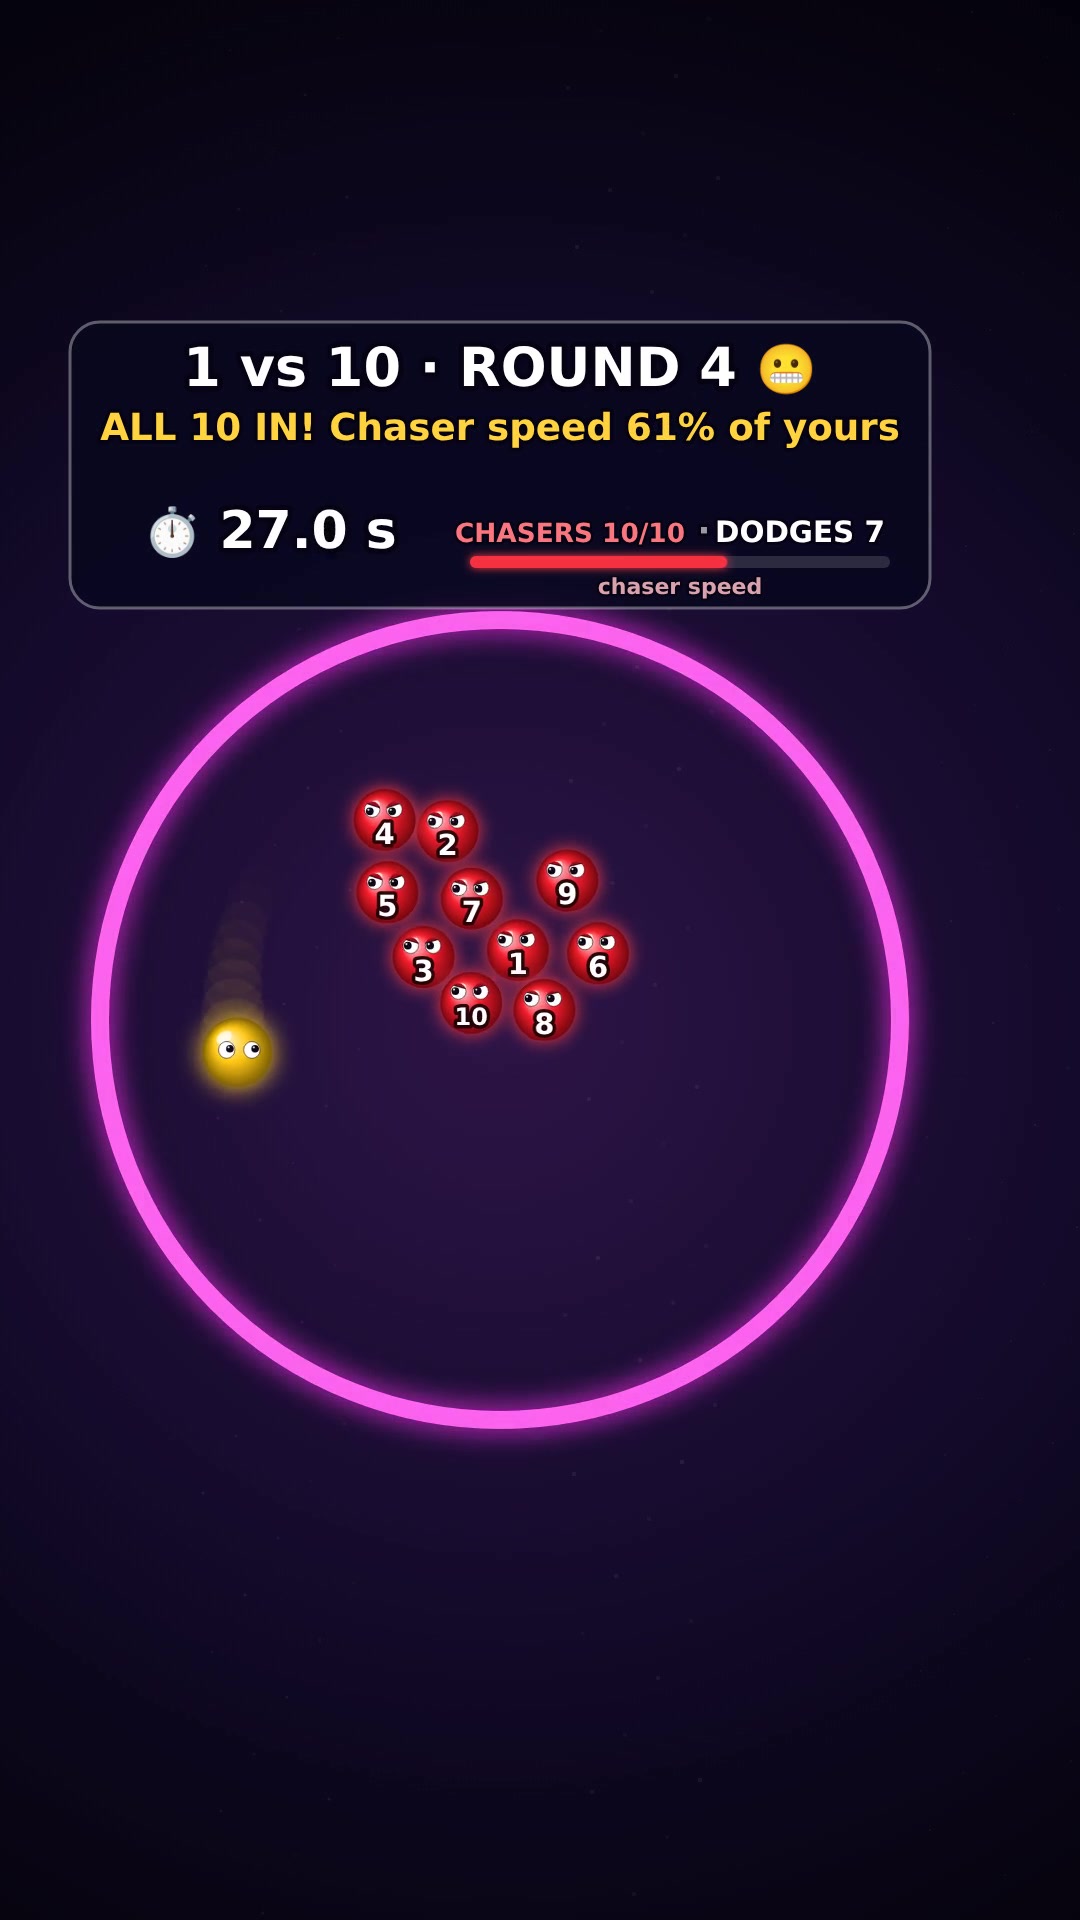 1 vs 10 · ROUND 4 😬
ALL 10 IN! Chaser speed 61% of yours
⏱️ 27.0 s
CHASERS 10/10 · DODGES 7
chaser speed
4
2
9
5
7
3
1
6
10
8